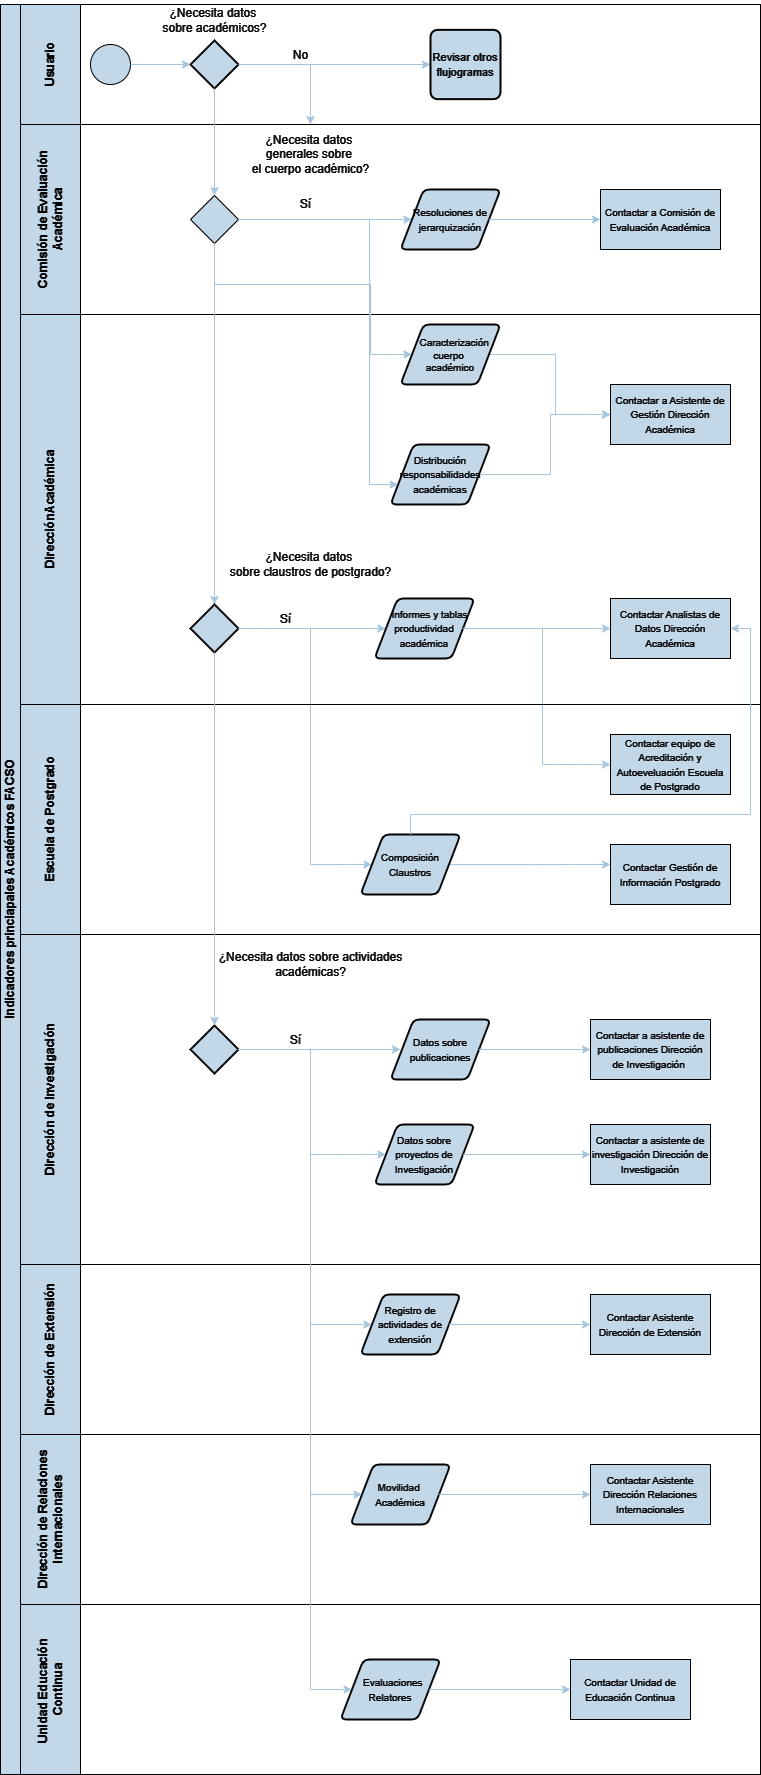 Indicadores princiapales Académicos FACSO
Usuario
¿Necesita datos
sobre académicos?
No
Revisar otros
flujogramas
Comisión de Evaluación
Académica
¿Necesita datos
generales sobre
el cuerpo académico?
Sí
Resoluciones de
jerarquización
Contactar a Comisión de
Evaluación Académica
Dirección Académica
Caracterización
cuerpo
académico
Contactar a Asistente de
Gestión Dirección
Académica
Distribución
responsabilidades
académicas
¿Necesita datos
sobre claustros de postgrado?
Sí
Informes y tablas
productividad
académica
Contactar Analistas de
Datos Dirección
Académica
Escuela de Postgrado
Contactar equipo de
Acreditación y
Autoeveluación Escuela
de Postgrado
Composición
Claustros
Contactar Gestión de
Información Postgrado
Dirección de Investigación
¿Necesita datos sobre actividades
académicas?
Sí
Datos sobre
publicaciones
Contactar a asistente de
publicaciones Dirección
de Investigación
Datos sobre
proyectos de
Investigación
Contactar a asistente de
investigación Dirección de
Investigación
Dirección de Extensión
Registro de
actividades de
extensión
Contactar Asistente
Dirección de Extensión
Dirección de Relaciones
Internacionales
Movilidad
Académica
Contactar Asistente
Dirección Relaciones
Internacionales
Unidad Educación
Continua
Evaluaciones
Relatores
Contactar Unidad de
Educación Continua